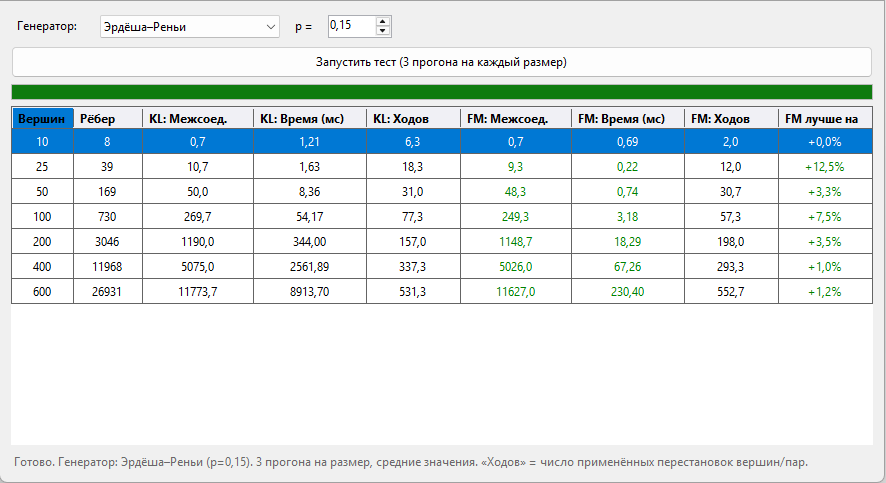 Генератор: Эрдёша–Реньи p = 0,15
Запустить тест (3 прогона на каждый размер)
Вершин Рёбер KL: Межсоед. KL: Время (мс) KL: Ходов FM: Межсоед. FM: Время (мс) FM: Ходов FM лучше на
10 8 0,7 1,21 6,3 0,7 0,69 2,0 +0,0%
25 39 10,7 1,63 18,3 9,3 0,22 12,0 +12,5%
50 169 50,0 8,36 31,0 48,3 0,74 30,7 +3,3%
100 730 269,7 54,17 77,3 249,3 3,18 57,3 +7,5%
200 3046 1190,0 344,00 157,0 1148,7 18,29 198,0 +3,5%
400 11968 5075,0 2561,89 337,3 5026,0 67,26 293,3 +1,0%
600 26931 11773,7 8913,70 531,3 11627,0 230,40 552,7 +1,2%
Готово. Генератор: Эрдёша–Реньи (p=0,15). 3 прогона на размер, средние значения. «Ходов» = число применённых перестановок вершин/пар.